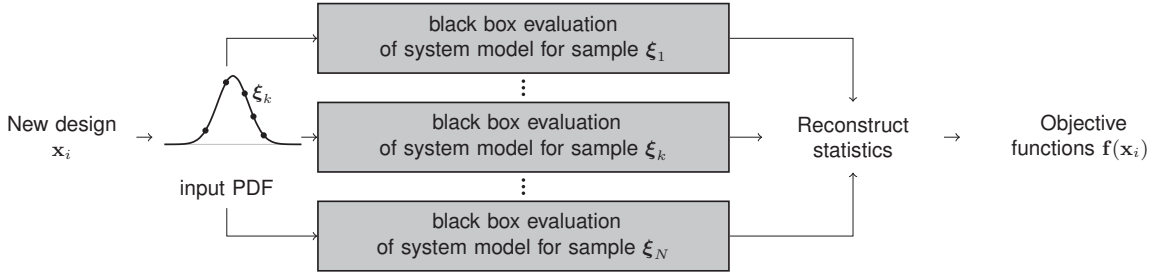 New design
𝐱ᵢ
𝝃ₖ
input PDF
black box evaluation
of system model for sample 𝝃₁
⋮
black box evaluation
of system model for sample 𝝃ₖ
⋮
black box evaluation
of system model for sample 𝝃_N
Reconstruct
statistics
Objective
functions 𝐟(𝐱ᵢ)